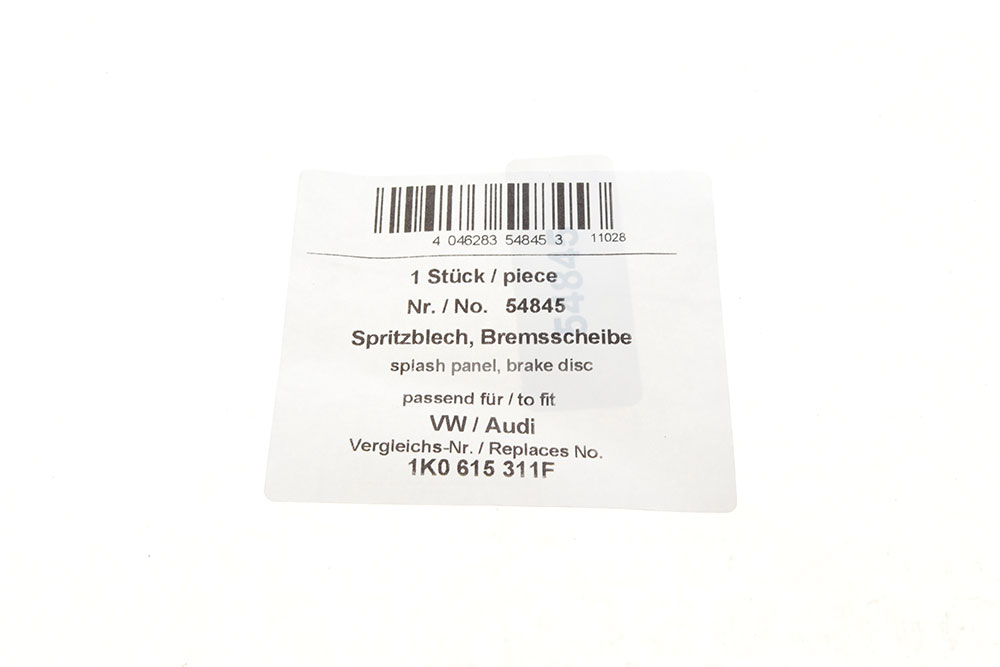 4 046283 54845 3 11028
1 Stück / piece
Nr. / No. 54845
Spritzblech, Bremsscheibe
splash panel, brake disc
passend für / to fit
VW / Audi
Vergleichs-Nr. / Replaces No.
1K0 615 311F
54845